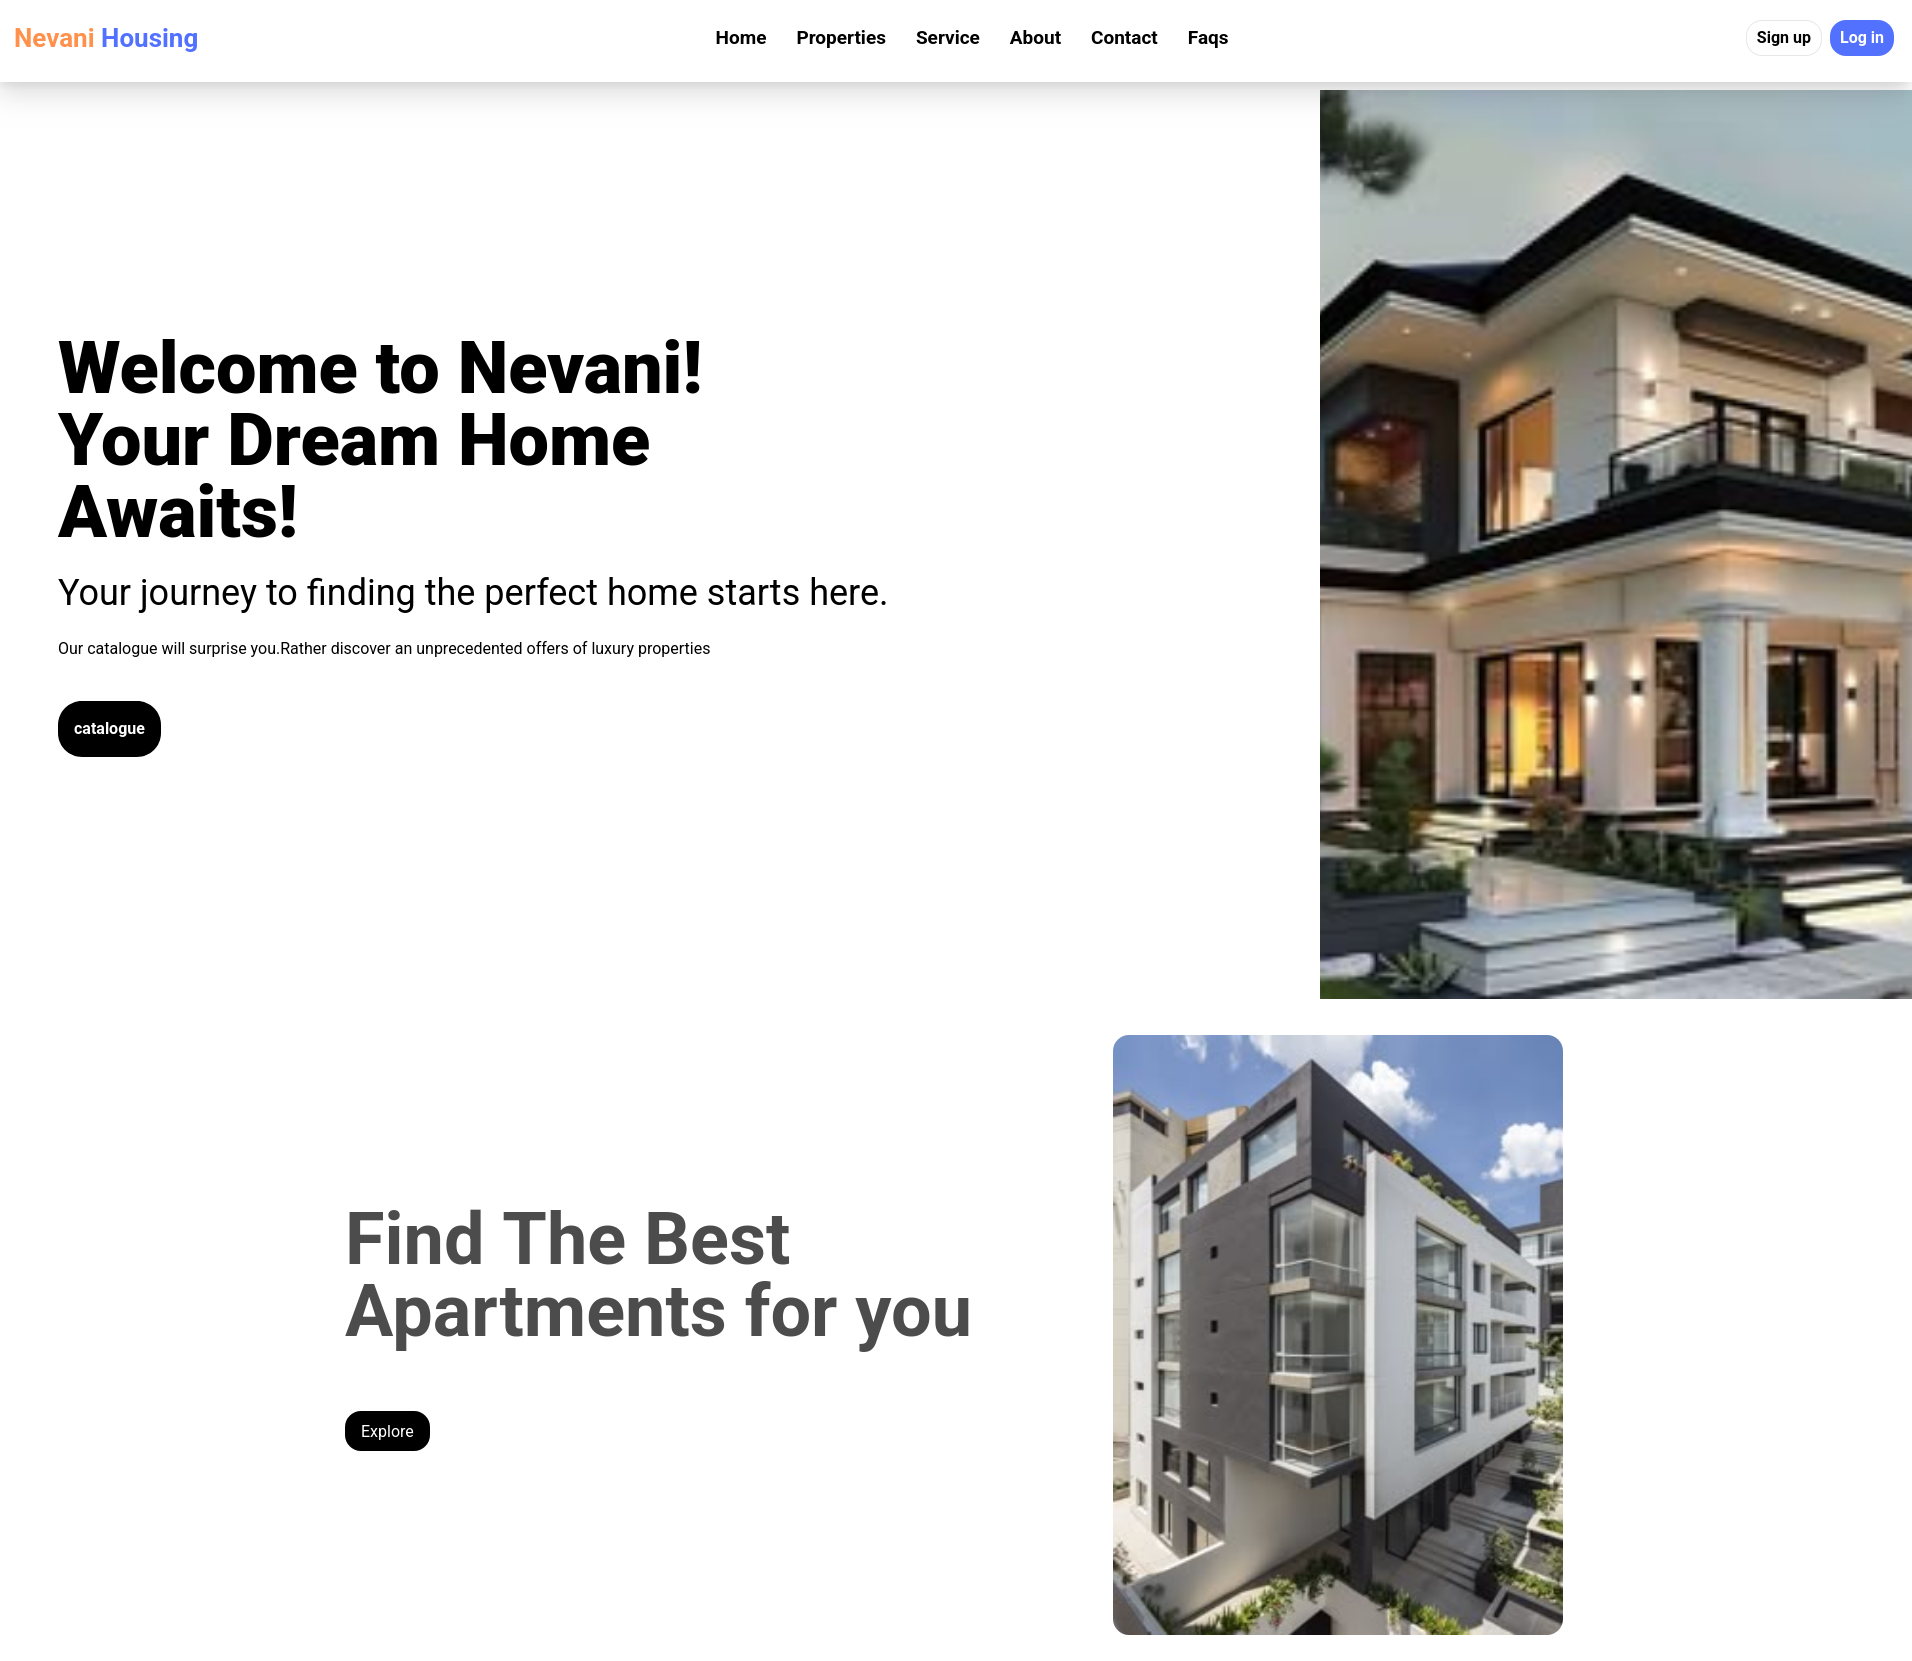 Nevani Housing
Home Properties Service About Contact Faqs
Sign up Log in
Welcome to Nevani!
Your Dream Home
Awaits!
Your journey to finding the perfect home starts here.
Our catalogue will surprise you.Rather discover an unprecedented offers of luxury properties
catalogue
Find The Best
Apartments for you
Explore